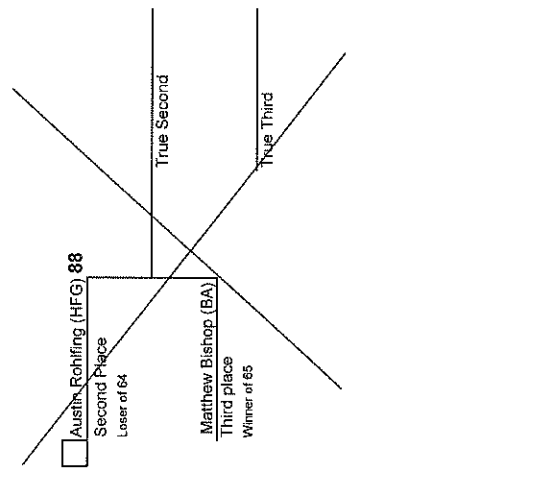 Austin Rohlfing (HFG) 88
Second Place
Loser of 64
Matthew Bishop (BA)
Third place
Winner of 65
True Second
True Third